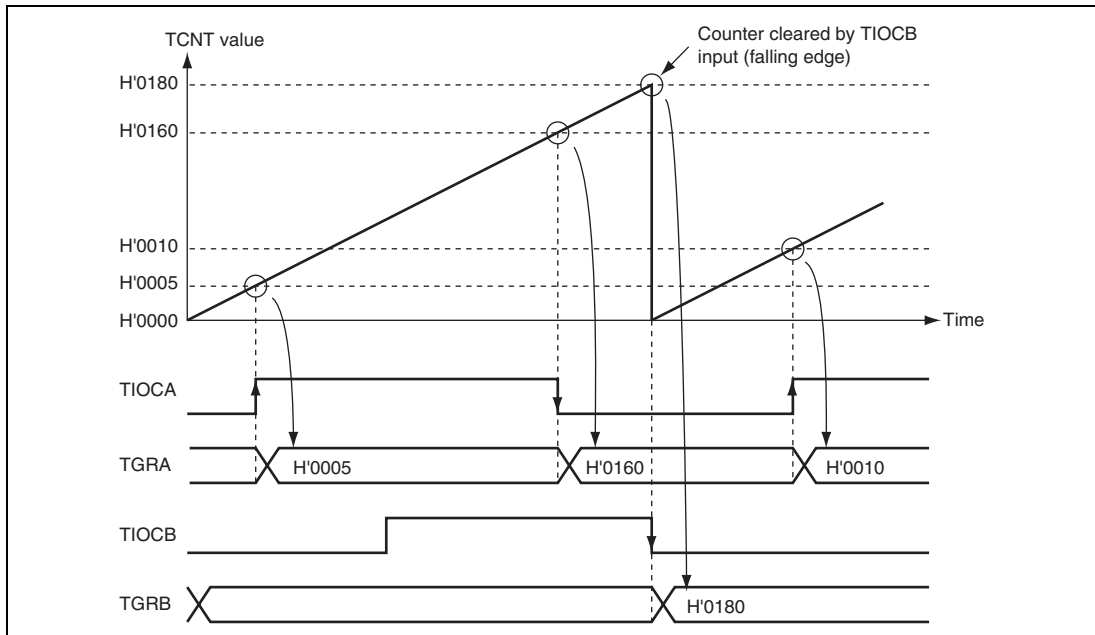 TCNT value
Counter cleared by TIOCB
input (falling edge)
H'0180
H'0160
H'0010
H'0005
H'0000
Time
TIOCA
TGRA
H'0005
H'0160
H'0010
TIOCB
TGRB
H'0180